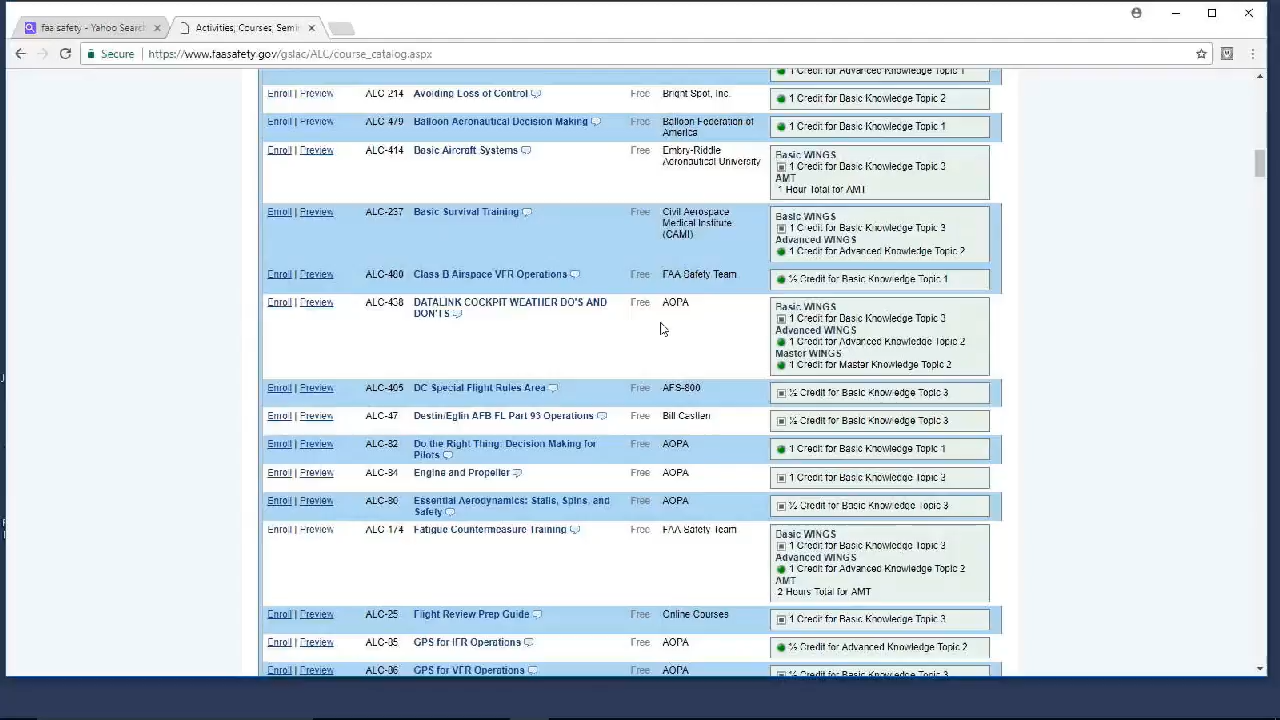 faa safety - Yahoo Search
Activities, Courses, Semi
Secure https://www.faasafety.gov/gslac/ALC/course_catalog.aspx
1 Credit for Advanced Knowledge Topic 1
Enroll | Preview ALC-214 Avoiding Loss of Control Free Bright Spot, Inc. 1 Credit for Basic Knowledge Topic 2
Enroll | Preview ALC-479 Balloon Aeronautical Decision Making Free Balloon Federation of
America
1 Credit for Basic Knowledge Topic 1
Enroll | Preview ALC-414 Basic Aircraft Systems Free Embry-Riddle
Aeronautical University
Basic WINGS
1 Credit for Basic Knowledge Topic 3
AMT
1 Hour Total for AMT
Enroll | Preview ALC-237 Basic Survival Training Free Civil Aerospace
Medical Institute
(CAMI)
Basic WINGS
1 Credit for Basic Knowledge Topic 3
Advanced WINGS
1 Credit for Advanced Knowledge Topic 2
Enroll | Preview ALC-480 Class B Airspace VFR Operations Free FAA Safety Team ½ Credit for Basic Knowledge Topic 1
Enroll | Preview ALC-438 DATALINK COCKPIT WEATHER DO'S AND
DON'TS
Free AOPA
Basic WINGS
1 Credit for Basic Knowledge Topic 3
Advanced WINGS
1 Credit for Advanced Knowledge Topic 2
Master WINGS
1 Credit for Master Knowledge Topic 2
Enroll | Preview ALC-405 DC Special Flight Rules Area Free AFS-800 ½ Credit for Basic Knowledge Topic 3
Enroll | Preview ALC-47 Destin/Eglin AFB FL Part 93 Operations Free Bill Castlen ½ Credit for Basic Knowledge Topic 3
Enroll | Preview ALC-82 Do the Right Thing: Decision Making for
Pilots
Free AOPA 1 Credit for Basic Knowledge Topic 1
Enroll | Preview ALC-84 Engine and Propeller Free AOPA 1 Credit for Basic Knowledge Topic 3
Enroll | Preview ALC-80 Essential Aerodynamics: Stalls, Spins, and
Safety
Free AOPA ½ Credit for Basic Knowledge Topic 3
Enroll | Preview ALC-174 Fatigue Countermeasure Training Free FAA Safety Team
Basic WINGS
1 Credit for Basic Knowledge Topic 3
Advanced WINGS
1 Credit for Advanced Knowledge Topic 2
AMT
2 Hours Total for AMT
Enroll | Preview ALC-25 Flight Review Prep Guide Free Online Courses 1 Credit for Basic Knowledge Topic 3
Enroll | Preview ALC-85 GPS for IFR Operations Free AOPA ½ Credit for Advanced Knowledge Topic 2
Enroll | Preview ALC-86 GPS for VFR Operations Free AOPA ½ Credit for Basic Knowledge Topic 3